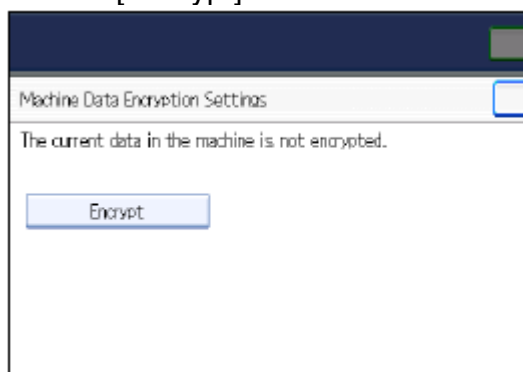 Machine Data Encryption Settings
The current data in the machine is not encrypted.
Encrypt